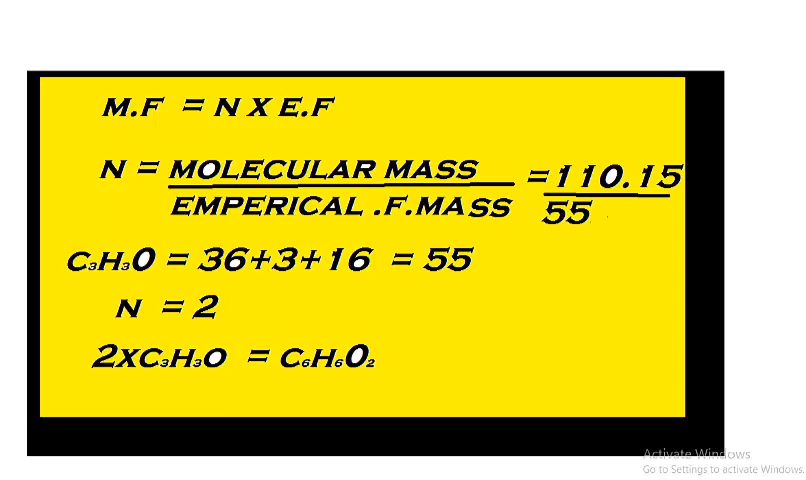 M.F = N X E.F
N = MOLECULAR MASS = 110.15
EMPERICAL .F.MASS 55
C₃H₃O = 36+3+16 = 55
N = 2
2XC₃H₃O = C₆H₆O₂
Activate Windows
Go to Settings to activate Windows.